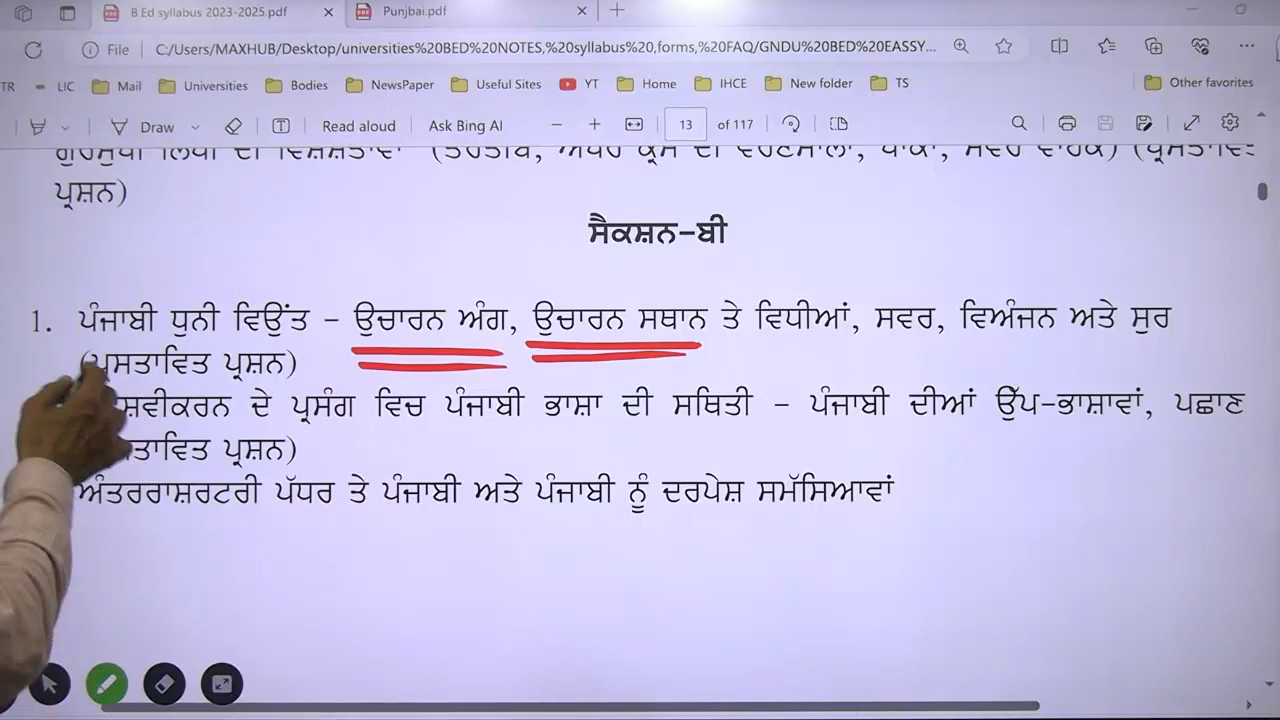 B.Ed syllabus 2023-2025.pdf
Punjbai.pdf
File C:/Users/MAXHUB/Desktop/universities%20BED%20NOTES,%20syllabus%20,forms,%20FAQ/GNDU%20BED%20EASSY...
TR LIC Mail Universities Bodies NewsPaper Useful Sites YT Home IHCE New folder TS Other favorites
Draw Read aloud Ask Bing AI 13 of 117
ਪ੍ਰਸ਼ਨ)
ਸੈਕਸ਼ਨ-ਬੀ
1. ਪੰਜਾਬੀ ਧੁਨੀ ਵਿਉਂਤ - ਉਚਾਰਨ ਅੰਗ, ਉਚਾਰਨ ਸਥਾਨ ਤੇ ਵਿਧੀਆਂ, ਸਵਰ, ਵਿਅੰਜਨ ਅਤੇ ਸੁਰ
(ਪ੍ਰਸਤਾਵਿਤ ਪ੍ਰਸ਼ਨ)
ਦੇ ਪ੍ਰਸੰਗ ਵਿਚ ਪੰਜਾਬੀ ਭਾਸ਼ਾ ਦੀ ਸਥਿਤੀ - ਪੰਜਾਬੀ ਦੀਆਂ ਉੱਪ-ਭਾਸ਼ਾਵਾਂ, ਪਛਾਣ
ਪ੍ਰਸ਼ਨ)
ਅੰਤਰਰਾਸ਼ਰਟਰੀ ਪੱਧਰ ਤੇ ਪੰਜਾਬੀ ਅਤੇ ਪੰਜਾਬੀ ਨੂੰ ਦਰਪੇਸ਼ ਸਮੱਸਿਆਵਾਂ